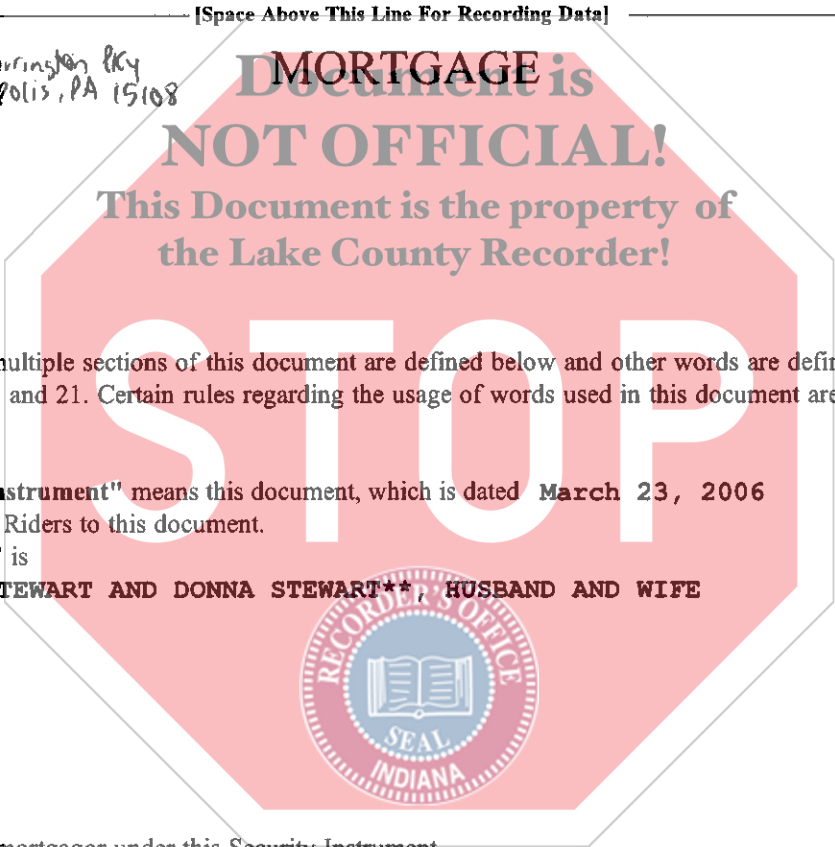 [Space Above This Line For Recording Data]
MORTGAGE
PA 15108
Document is
NOT OFFICIAL!
This Document is the property of
the Lake County Recorder!
STOP
multiple sections of this document are defined below and other words are defin
and 21. Certain rules regarding the usage of words used in this document are
strument" means this document, which is dated March 23, 2006
Riders to this document.
" is
TEWART AND DONNA STEWART**, HUSBAND AND WIFE
RECORDER'S OFFICE
SEAL
INDIANA
mortgagor under this Security Instrument.